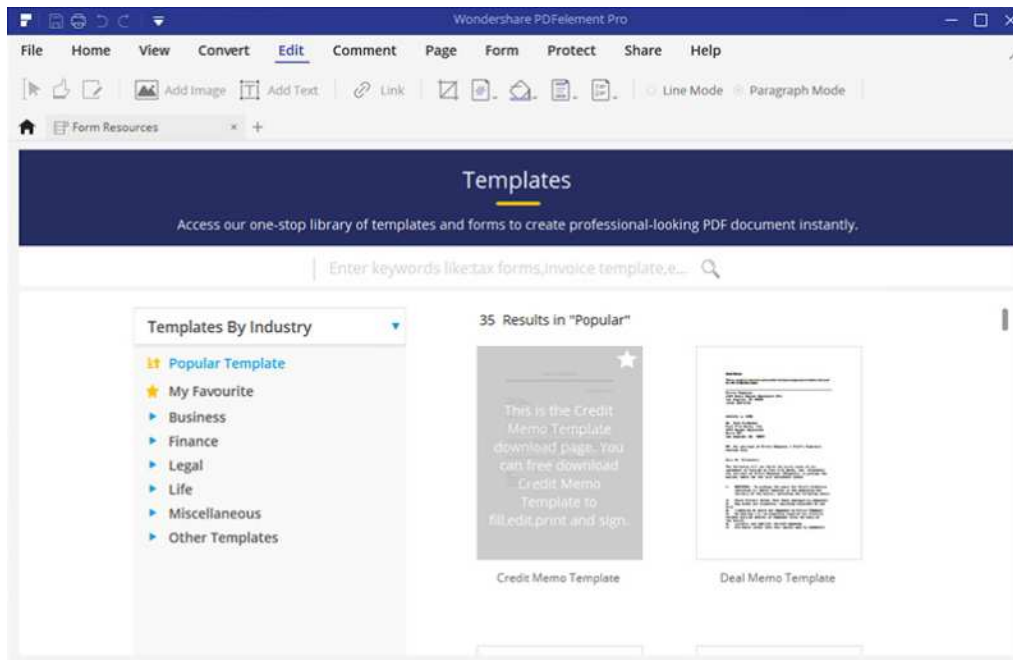 Wondershare PDFelement Pro
File Home View Convert Edit Comment Page Form Protect Share Help
Add Image Add Text Link Line Mode Paragraph Mode
Form Resources × +
Templates
Access our one-stop library of templates and forms to create professional-looking PDF document instantly.
Enter keywords like:tax forms,invoice template,e...
Templates By Industry
Popular Template
My Favourite
Business
Finance
Legal
Life
Miscellaneous
Other Templates
35 Results in "Popular"
This is the Credit
Memo Template
download page. You
can free download
Credit Memo
Template to
fill,edit,print and sign.
Credit Memo Template
Deal Memo Template